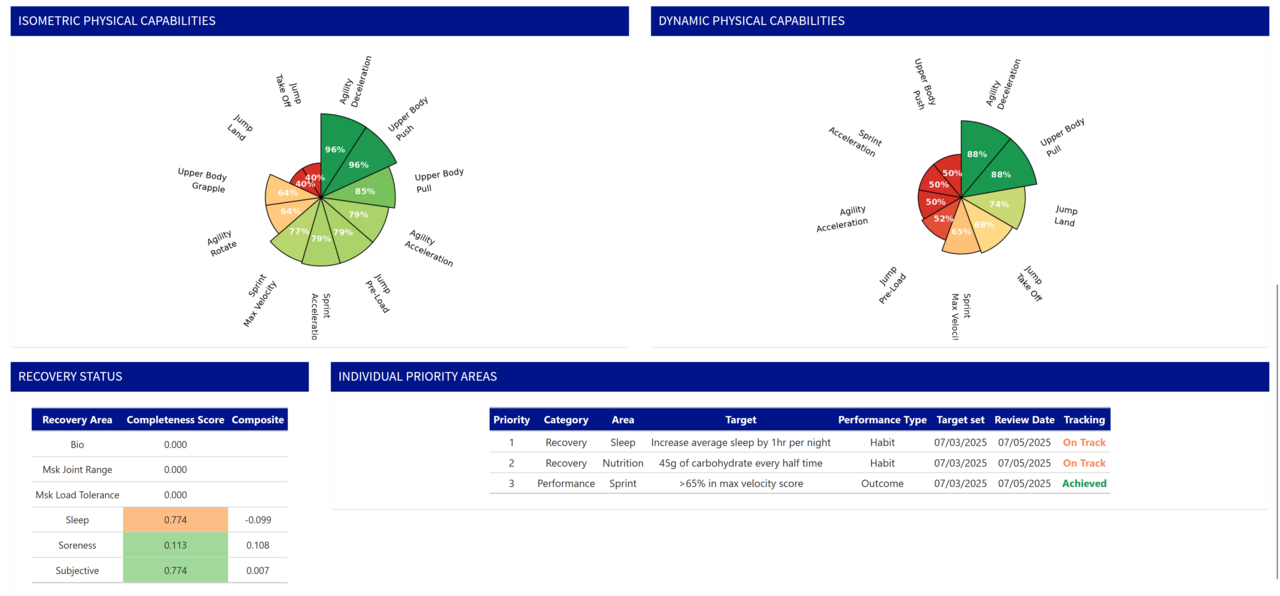 ISOMETRIC PHYSICAL CAPABILITIES
Jump
Take Off
Agility
Deceleration
Upper Body
Push
Upper Body
Pull
Agility
Acceleration
Jump
Pre-Load
Sprint
Acceleratio
Sprint
Max Velocity
Agility
Rotate
Upper Body
Grapple
Jump
Land
96%
96%
85%
79%
79%
79%
77%
64%
64%
40%
40%
DYNAMIC PHYSICAL CAPABILITIES
Upper Body
Push
Agility
Deceleration
Upper Body
Pull
Jump
Land
Jump
Take Off
Sprint
Max Velocit
Jump
Pre-Load
Agility
Acceleration
Sprint
Acceleration
88%
88%
74%
68%
65%
52%
50%
50%
50%
RECOVERY STATUS
Recovery Area Completeness Score Composite
Bio 0.000
Msk Joint Range 0.000
Msk Load Tolerance 0.000
Sleep 0.774 -0.099
Soreness 0.113 0.108
Subjective 0.774 0.007
INDIVIDUAL PRIORITY AREAS
Priority Category Area Target Performance Type Target set Review Date Tracking
1 Recovery Sleep Increase average sleep by 1hr per night Habit 07/03/2025 07/05/2025 On Track
2 Recovery Nutrition 45g of carbohydrate every half time Habit 07/03/2025 07/05/2025 On Track
3 Performance Sprint >65% in max velocity score Outcome 07/03/2025 07/05/2025 Achieved